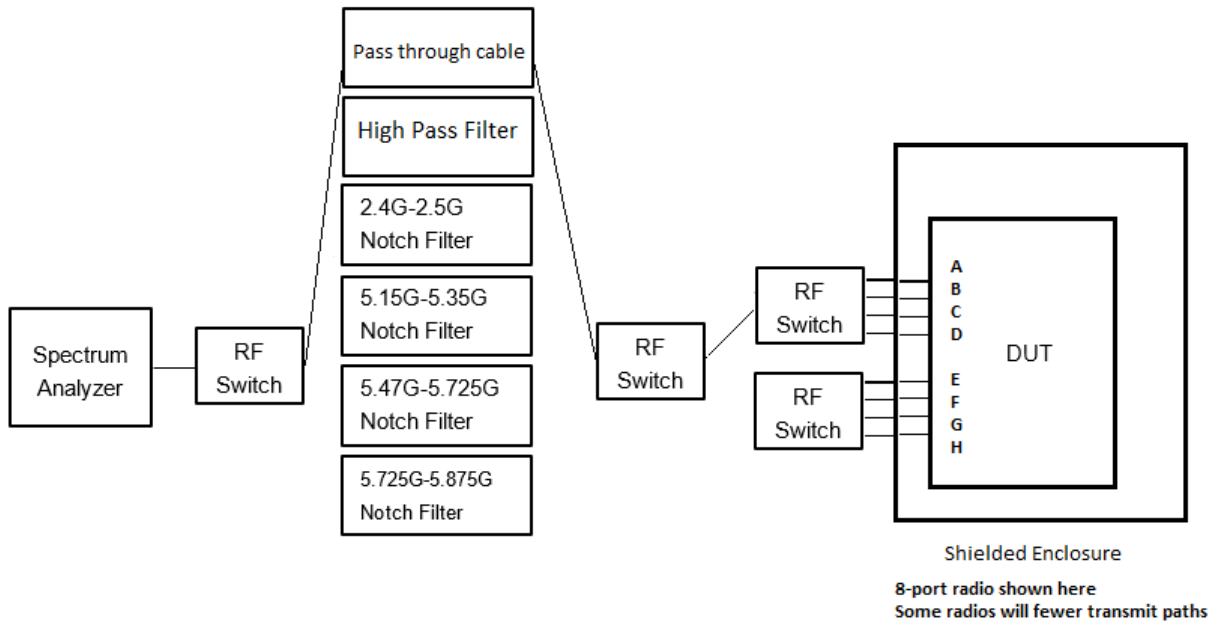 Pass through cable
High Pass Filter
2.4G-2.5G
Notch Filter
5.15G-5.35G
Notch Filter
5.47G-5.725G
Notch Filter
5.725G-5.875G
Notch Filter
Spectrum
Analyzer
RF
Switch
RF
Switch
RF
Switch
RF
Switch
A
B
C
D
E
F
G
H
DUT
Shielded Enclosure
8-port radio shown here
Some radios will fewer transmit paths